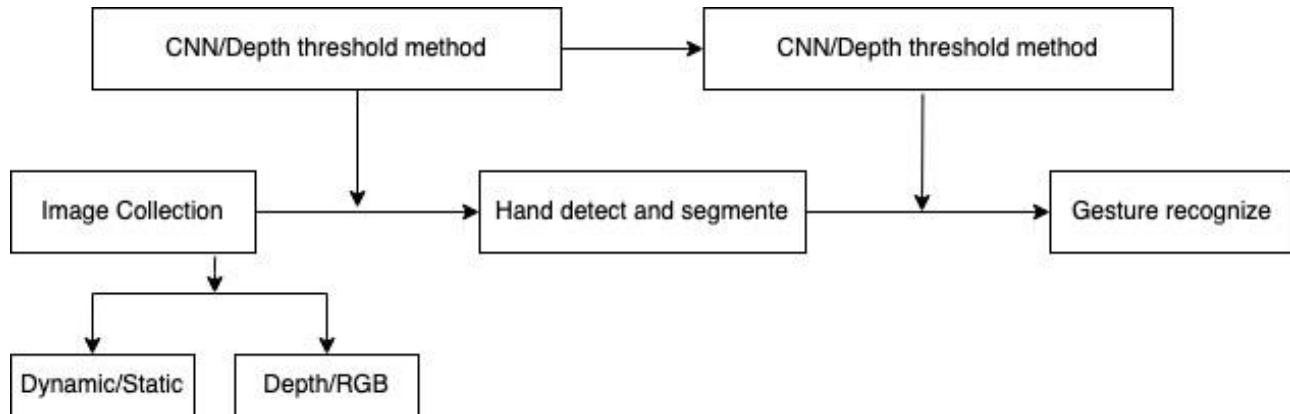 CNN/Depth threshold method
CNN/Depth threshold method
Image Collection
Hand detect and segmente
Gesture recognize
Dynamic/Static
Depth/RGB